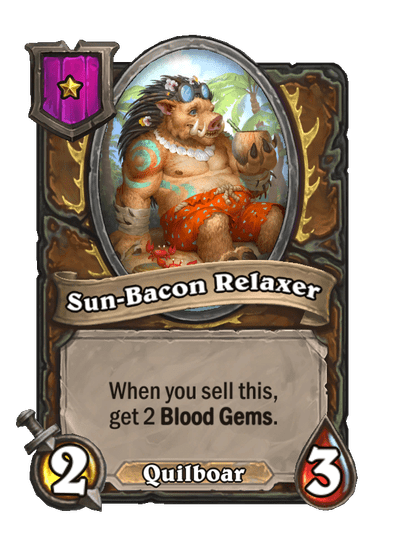 Sun-Bacon Relaxer
When you sell this,
get 2 Blood Gems.
2
Quilboar
3